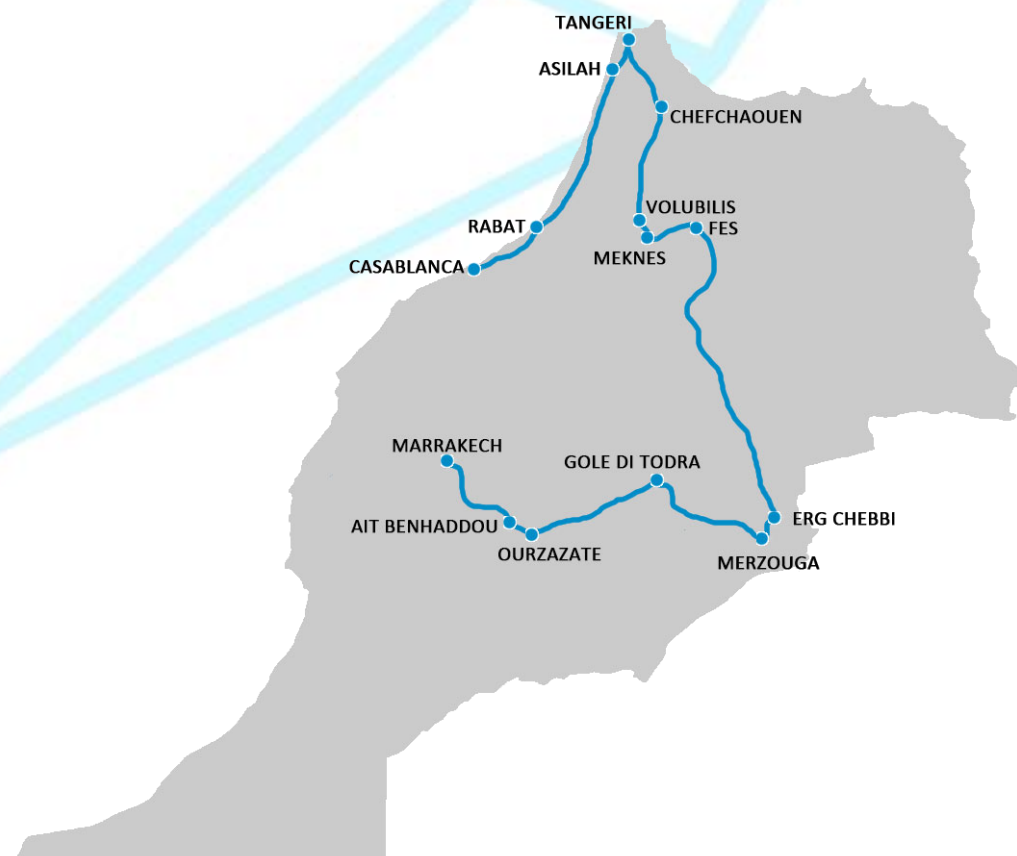 TANGERI
ASILAH
CHEFCHAOUEN
VOLUBILIS
RABAT
FES
MEKNES
CASABLANCA
MARRAKECH
GOLE DI TODRA
ERG CHEBBI
AIT BENHADDOU
OURZAZATE
MERZOUGA